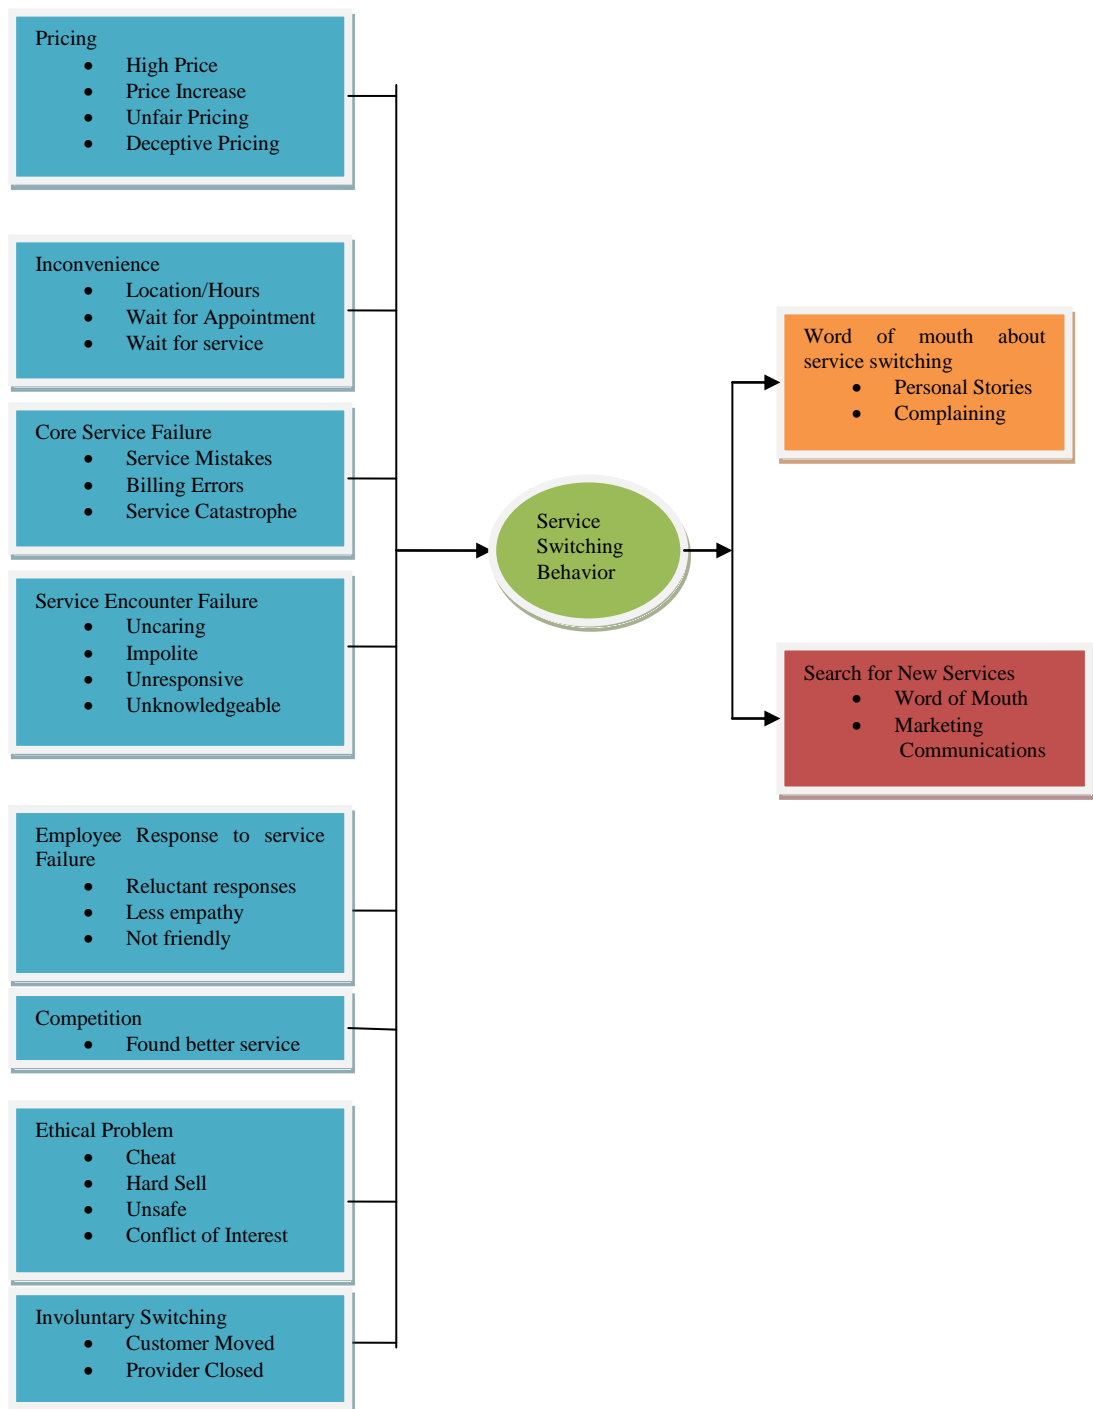 Pricing
• High Price
• Price Increase
• Unfair Pricing
• Deceptive Pricing
Inconvenience
• Location/Hours
• Wait for Appointment
• Wait for service
Core Service Failure
• Service Mistakes
• Billing Errors
• Service Catastrophe
Service Encounter Failure
• Uncaring
• Impolite
• Unresponsive
• Unknowledgeable
Employee Response to service
Failure
• Reluctant responses
• Less empathy
• Not friendly
Competition
• Found better service
Ethical Problem
• Cheat
• Hard Sell
• Unsafe
• Conflict of Interest
Involuntary Switching
• Customer Moved
• Provider Closed
Service
Switching
Behavior
Word of mouth about
service switching
• Personal Stories
• Complaining
Search for New Services
• Word of Mouth
• Marketing
Communications